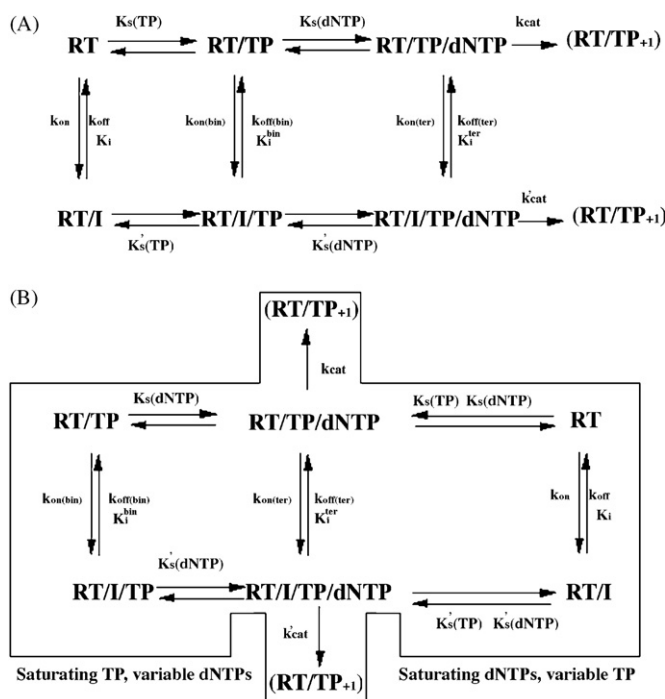 (A)
Ks(TP) Ks(dNTP) kcat
RT RT/TP RT/TP/dNTP (RT/TP+1)
kon koff kon(bin) koff(bin) kon(ter) koff(ter)
Ki Ki bin Ki ter
k'cat
RT/I RT/I/TP RT/I/TP/dNTP (RT/TP+1)
K's(TP) K's(dNTP)
(B)
(RT/TP+1)
kcat
Ks(dNTP) Ks(TP) Ks(dNTP)
RT/TP RT/TP/dNTP RT
kon(bin) koff(bin) kon(ter) koff(ter) kon koff
Ki bin Ki ter Ki
K's(dNTP)
RT/I/TP RT/I/TP/dNTP RT/I
k'cat K's(TP) K's(dNTP)
Saturating TP, variable dNTPs Saturating dNTPs, variable TP
(RT/TP+1)